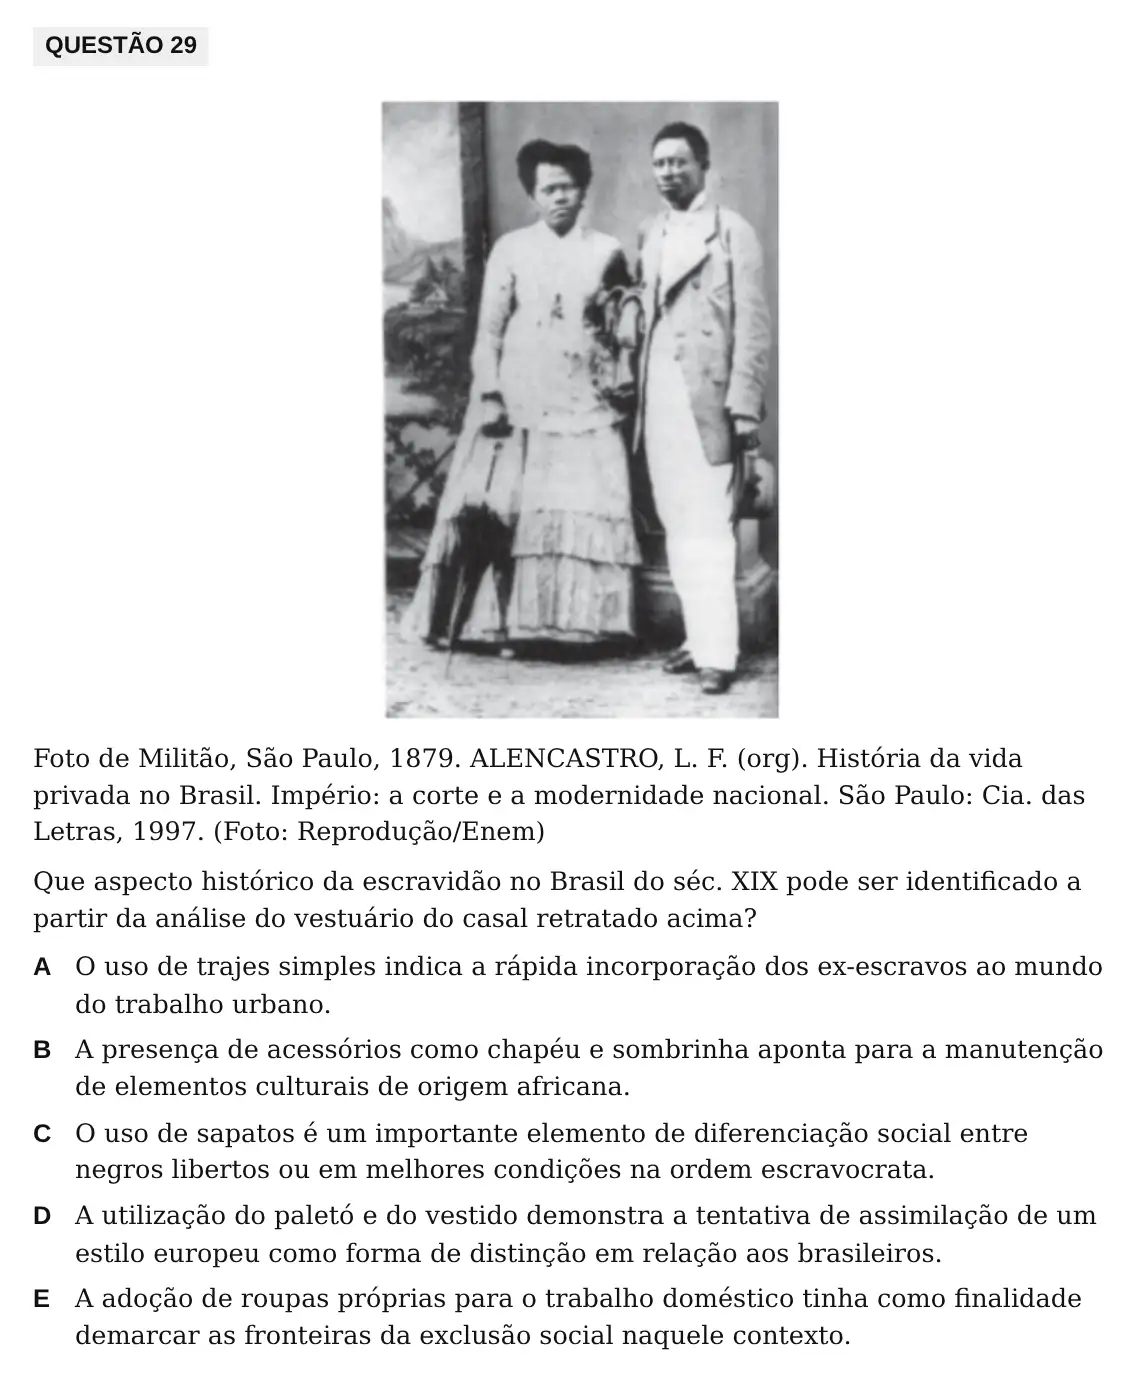 QUESTÃO 29
Foto de Militão, São Paulo, 1879. ALENCASTRO, L. F. (org). História da vida
privada no Brasil. Império: a corte e a modernidade nacional. São Paulo: Cia. das
Letras, 1997. (Foto: Reprodução/Enem)
Que aspecto histórico da escravidão no Brasil do séc. XIX pode ser identificado a
partir da análise do vestuário do casal retratado acima?
A O uso de trajes simples indica a rápida incorporação dos ex-escravos ao mundo
do trabalho urbano.
B A presença de acessórios como chapéu e sombrinha aponta para a manutenção
de elementos culturais de origem africana.
C O uso de sapatos é um importante elemento de diferenciação social entre
negros libertos ou em melhores condições na ordem escravocrata.
D A utilização do paletó e do vestido demonstra a tentativa de assimilação de um
estilo europeu como forma de distinção em relação aos brasileiros.
E A adoção de roupas próprias para o trabalho doméstico tinha como finalidade
demarcar as fronteiras da exclusão social naquele contexto.